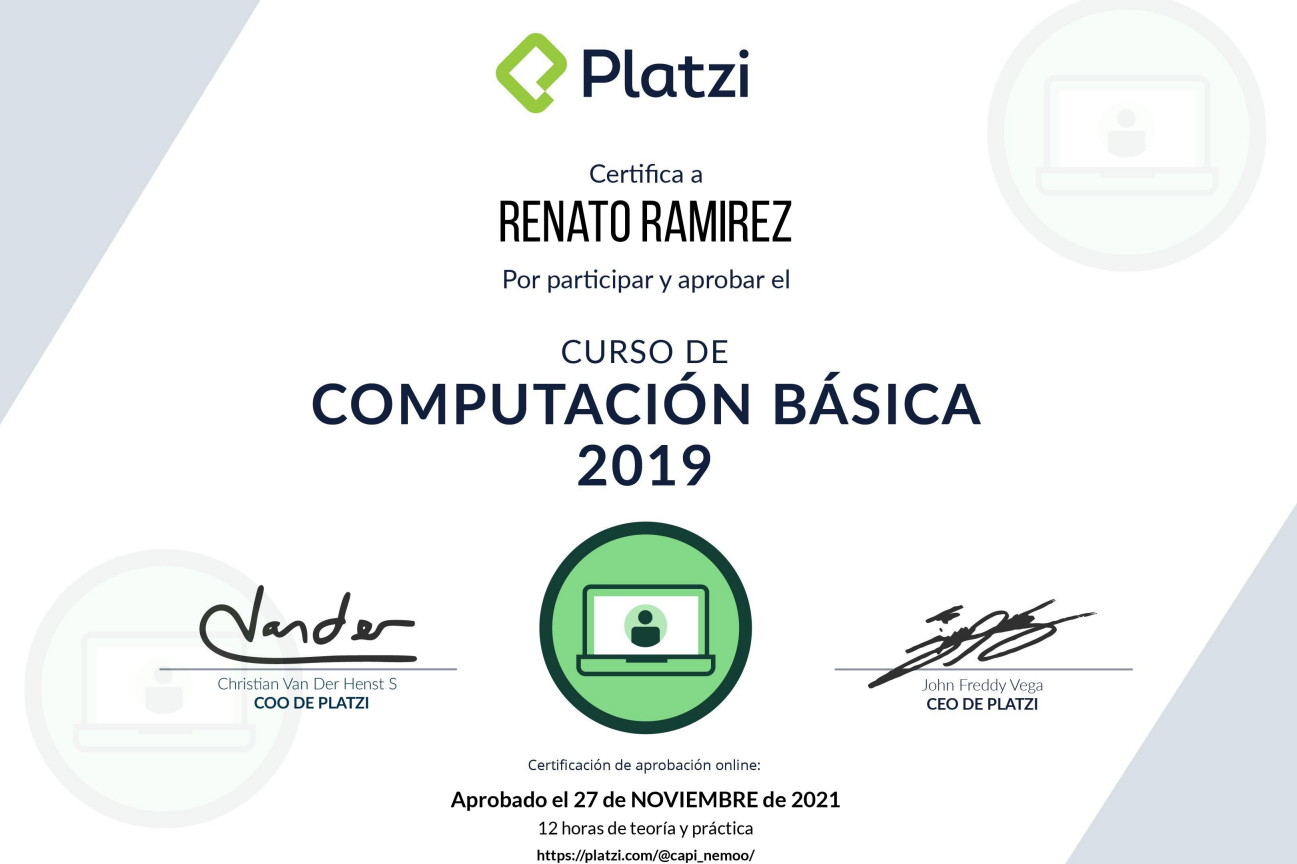 Platzi
Certifica a
RENATO RAMIREZ
Por participar y aprobar el
CURSO DE
COMPUTACIÓN BÁSICA
2019
Vander
Christian Van Der Henst S
COO DE PLATZI
John Freddy Vega
CEO DE PLATZI
Certificación de aprobación online:
Aprobado el 27 de NOVIEMBRE de 2021
12 horas de teoría y práctica
https://platzi.com/@capi_nemoo/